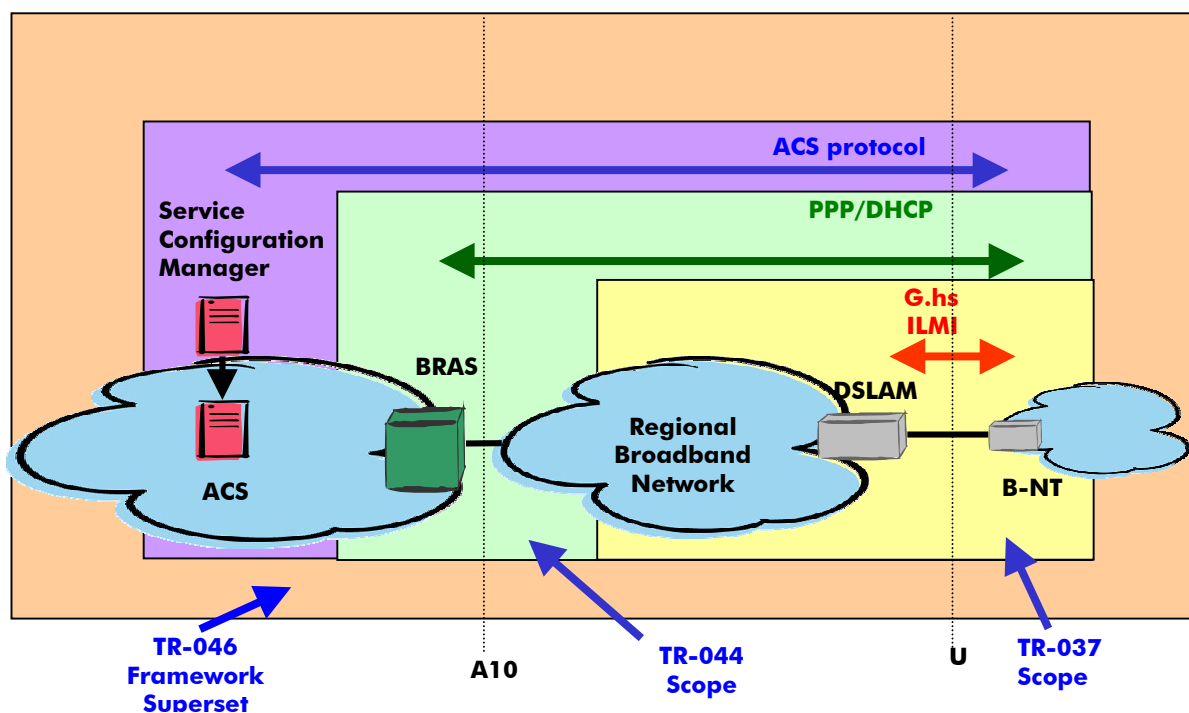 ACS protocol
Service
Configuration
Manager
PPP/DHCP
G.hs
ILMI
BRAS
DSLAM
Regional
Broadband
Network
ACS
B-NT
TR-046
Framework
Superset
A10
TR-044
Scope
U
TR-037
Scope